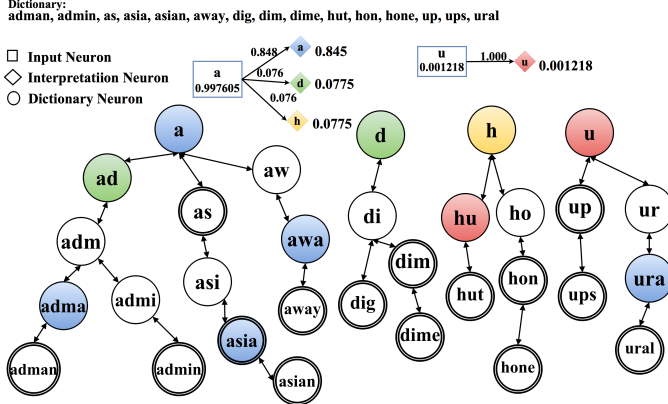 Dictionary:
adman, admin, as, asia, asian, away, dig, dim, dime, hut, hon, hone, up, ups, ural
Input Neuron
Interpretatiion Neuron
Dictionary Neuron
a
0.997605
0.848
a
0.845
0.076
d
0.0775
0.076
h
0.0775
u
0.001218
1.000
u
0.001218
a
d
h
u
ad
aw
as
di
hu
ho
up
ur
adm
awa
asi
dim
hon
ura
adma
admi
away
dig
hut
ups
asia
dime
ural
adman
admin
asian
hone